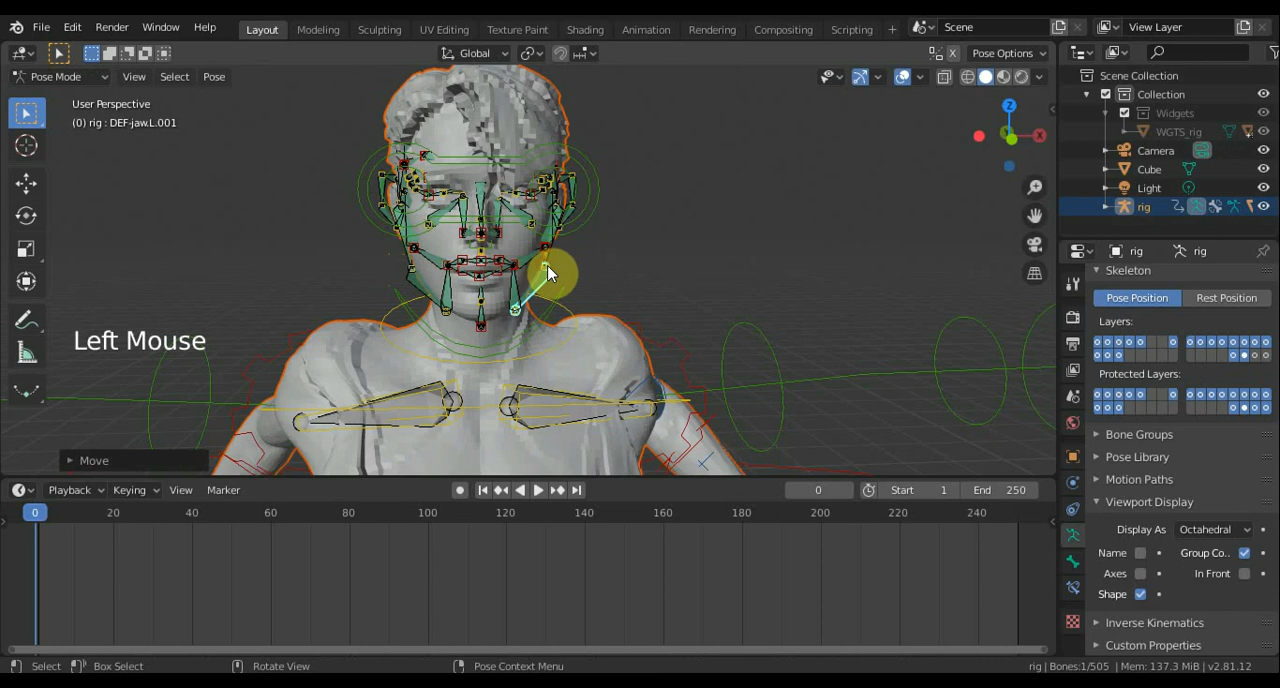 File Edit Render Window Help Layout Modeling Sculpting UV Editing Texture Paint Shading Animation Rendering Compositing Scripting + Scene View Layer
Global Pose Options
Pose Mode View Select Pose
User Perspective
(0) rig : DEF-jaw.L.001
Z
Left Mouse
Move
Scene Collection
Collection
Widgets
WGTS_rig
Camera
Cube
Light
rig
rig rig
Skeleton
Pose Position Rest Position
Layers:
Protected Layers:
Bone Groups
Pose Library
Motion Paths
Viewport Display
Display As Octahedral
Name Group Co..
Axes In Front
Shape
Inverse Kinematics
Custom Properties
Playback Keying View Marker 0 Start 1 End 250
0 20 40 60 80 100 120 140 160 180 200 220 240
Select Box Select Rotate View Pose Context Menu rig | Bones:1/505 | Mem: 137.3 MiB | v2.81.12